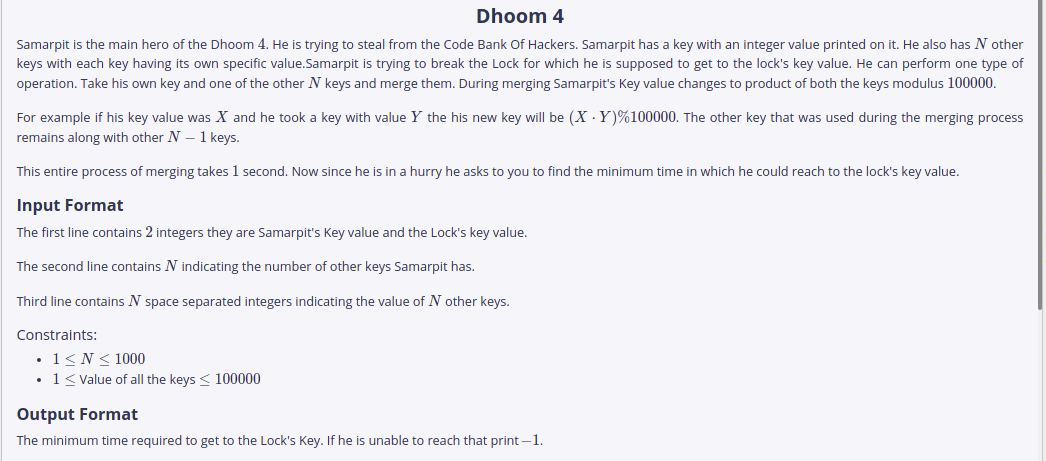 Dhoom 4
Samarpit is the main hero of the Dhoom 4. He is trying to steal from the Code Bank Of Hackers. Samarpit has a key with an integer value printed on it. He also has N other
keys with each key having its own specific value.Samarpit is trying to break the Lock for which he is supposed to get to the lock's key value. He can perform one type of
operation. Take his own key and one of the other N keys and merge them. During merging Samarpit's Key value changes to product of both the keys modulus 100000.
For example if his key value was X and he took a key with value Y the his new key will be (X · Y)%100000. The other key that was used during the merging process
remains along with other N − 1 keys.
This entire process of merging takes 1 second. Now since he is in a hurry he asks to you to find the minimum time in which he could reach to the lock's key value.
Input Format
The first line contains 2 integers they are Samarpit's Key value and the Lock's key value.
The second line contains N indicating the number of other keys Samarpit has.
Third line contains N space separated integers indicating the value of N other keys.
Constraints:
• 1 ≤ N ≤ 1000
• 1 ≤ Value of all the keys ≤ 100000
Output Format
The minimum time required to get to the Lock's Key. If he is unable to reach that print −1.